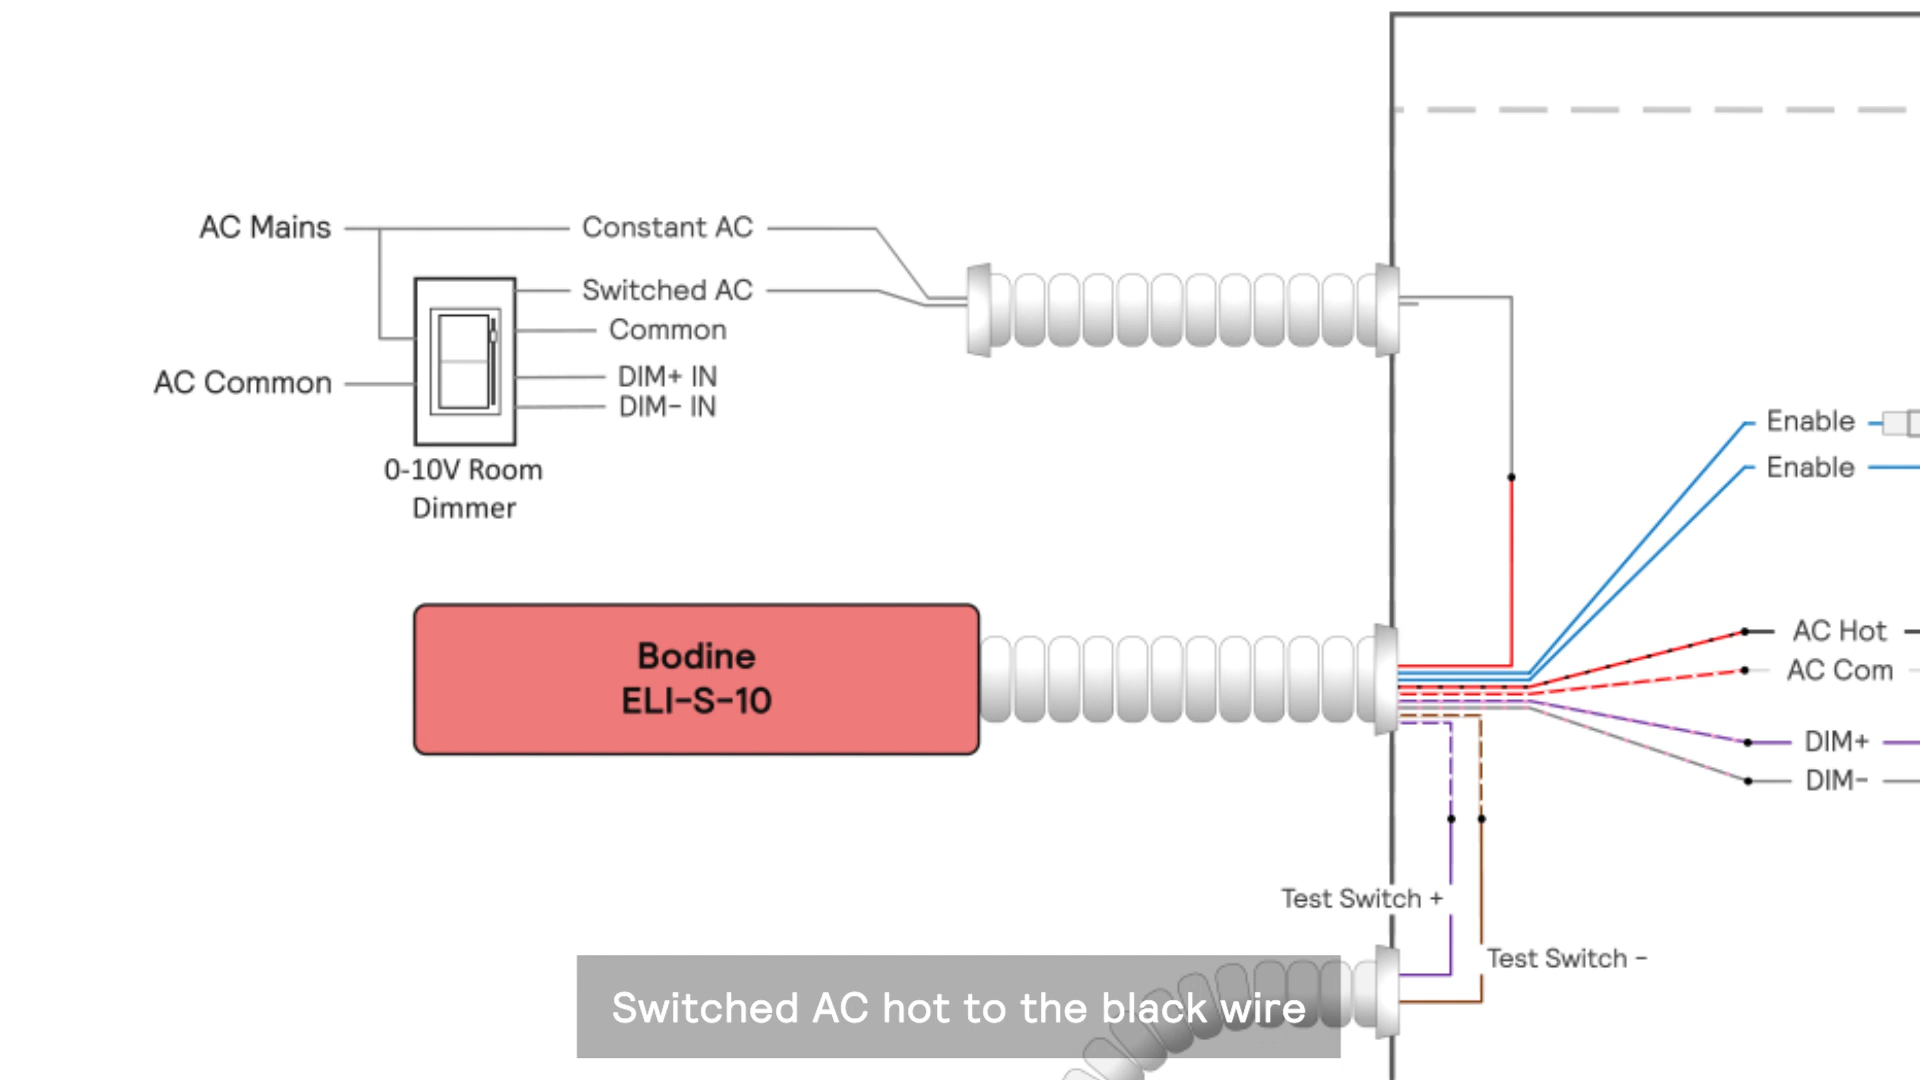 AC Mains
Constant AC
Switched AC
Common
AC Common
DIM+ IN
DIM- IN
0-10V Room
Dimmer
Enable
Enable
Bodine
ELI-S-10
AC Hot
AC Com
DIM+
DIM-
Test Switch +
Test Switch -
Switched AC hot to the black wire